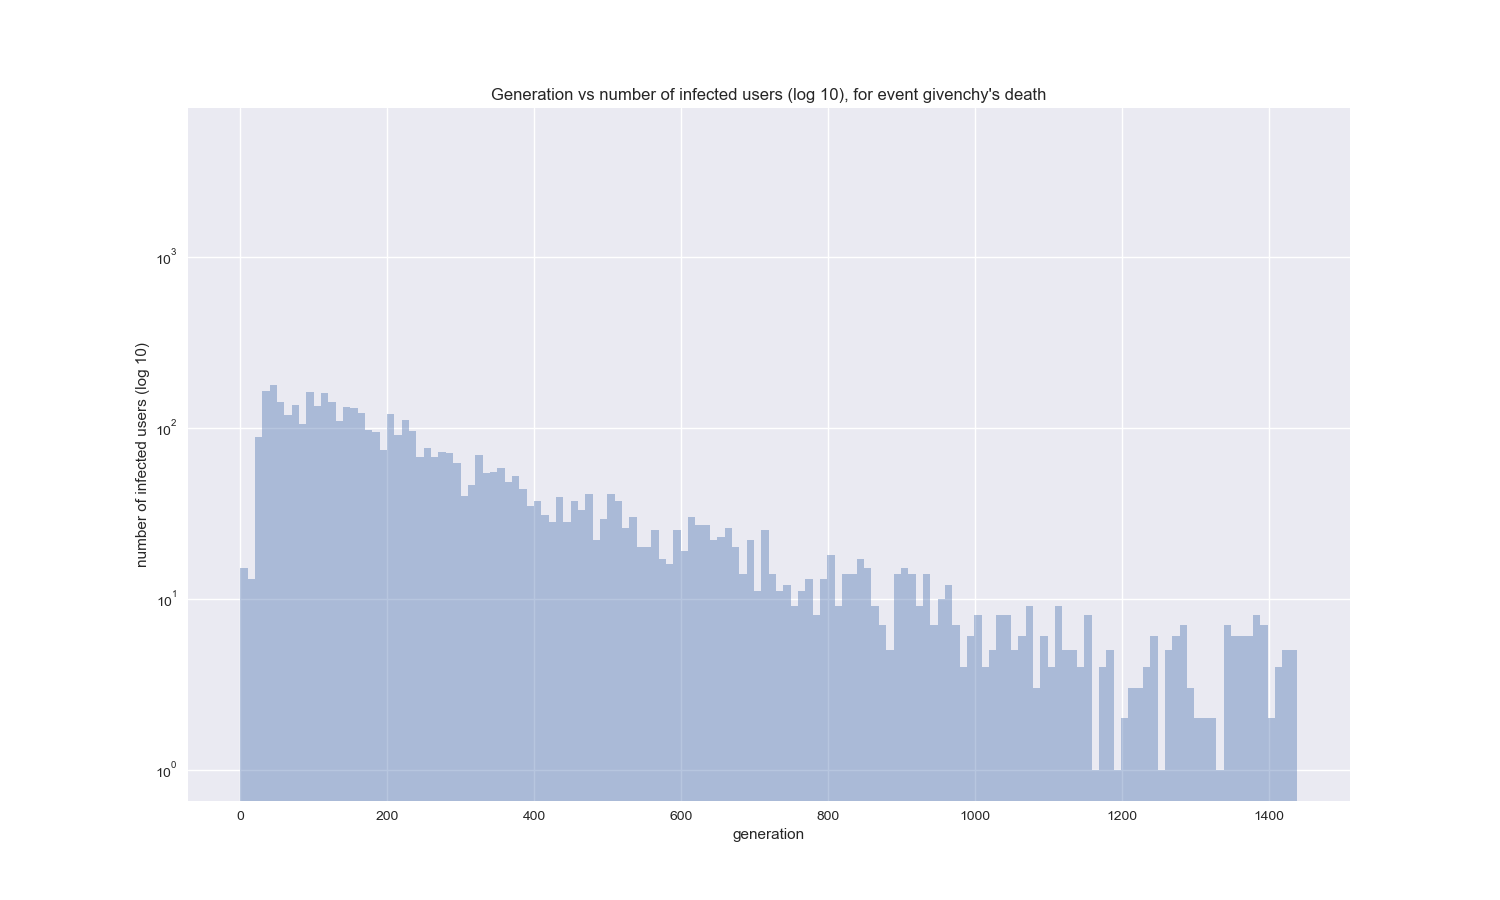 Generation vs number of infected users (log 10), for event givenchy's death
number of infected users (log 10)
10³
10²
10¹
10⁰
0 200 400 600 800 1000 1200 1400
generation